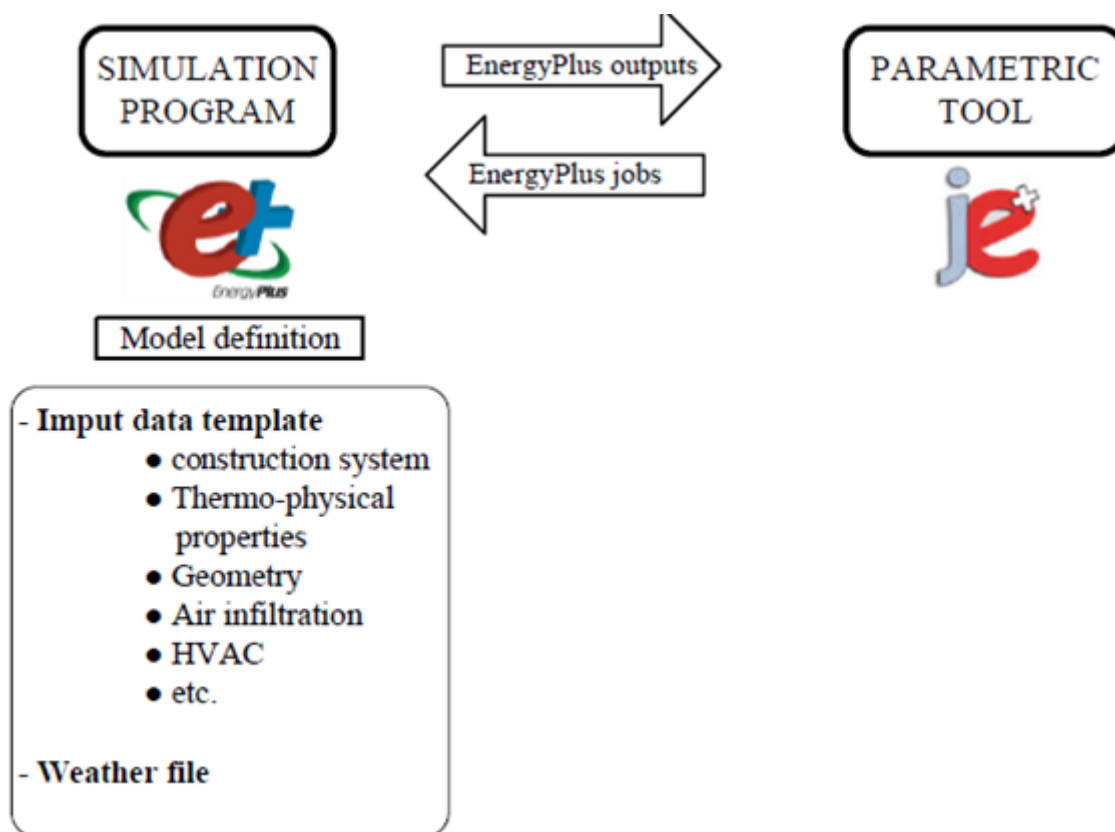 SIMULATION
PROGRAM
EnergyPlus outputs
PARAMETRIC
TOOL
EnergyPlus jobs
e+
EnergyPlus
je+
Model definition
- Imput data template
● construction system
● Thermo-physical
properties
● Geometry
● Air infiltration
● HVAC
● etc.
- Weather file